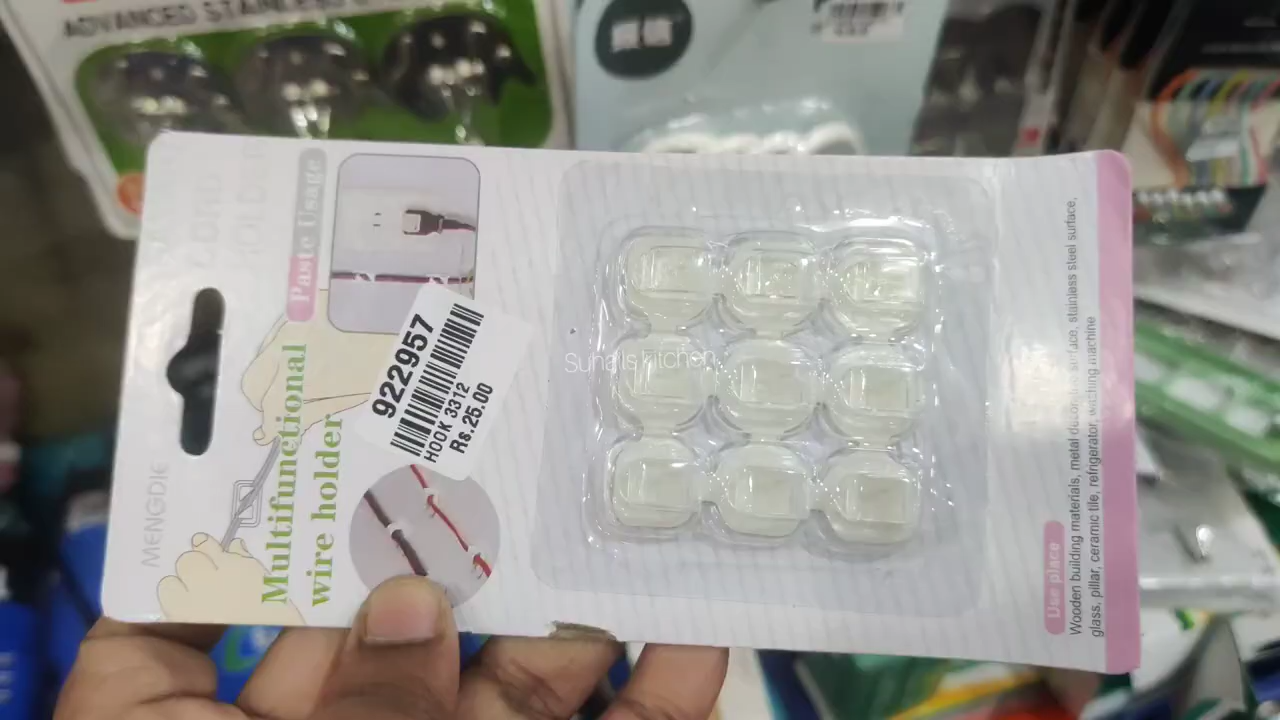 ADVANCED STAINLESS
Paste Usage
Multifunctional
wire holder
MENGDIE
922957
HOOK 3312
Rs.25.00
Suhails kitchen
Use place
Wooden building materials, metal decorative surface, stainless steel surface,
glass, pillar, ceramic tile, refrigerator, washing machine